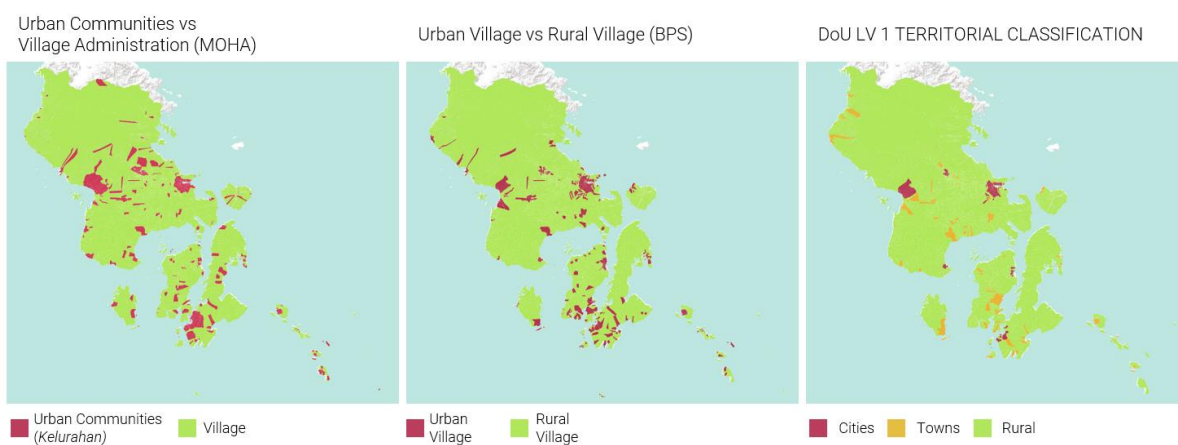 Urban Communities vs
Village Administration (MOHA)
Urban Village vs Rural Village (BPS)
DoU LV 1 TERRITORIAL CLASSIFICATION
Urban Communities
(Kelurahan)
Village
Urban
Village
Rural
Village
Cities
Towns
Rural